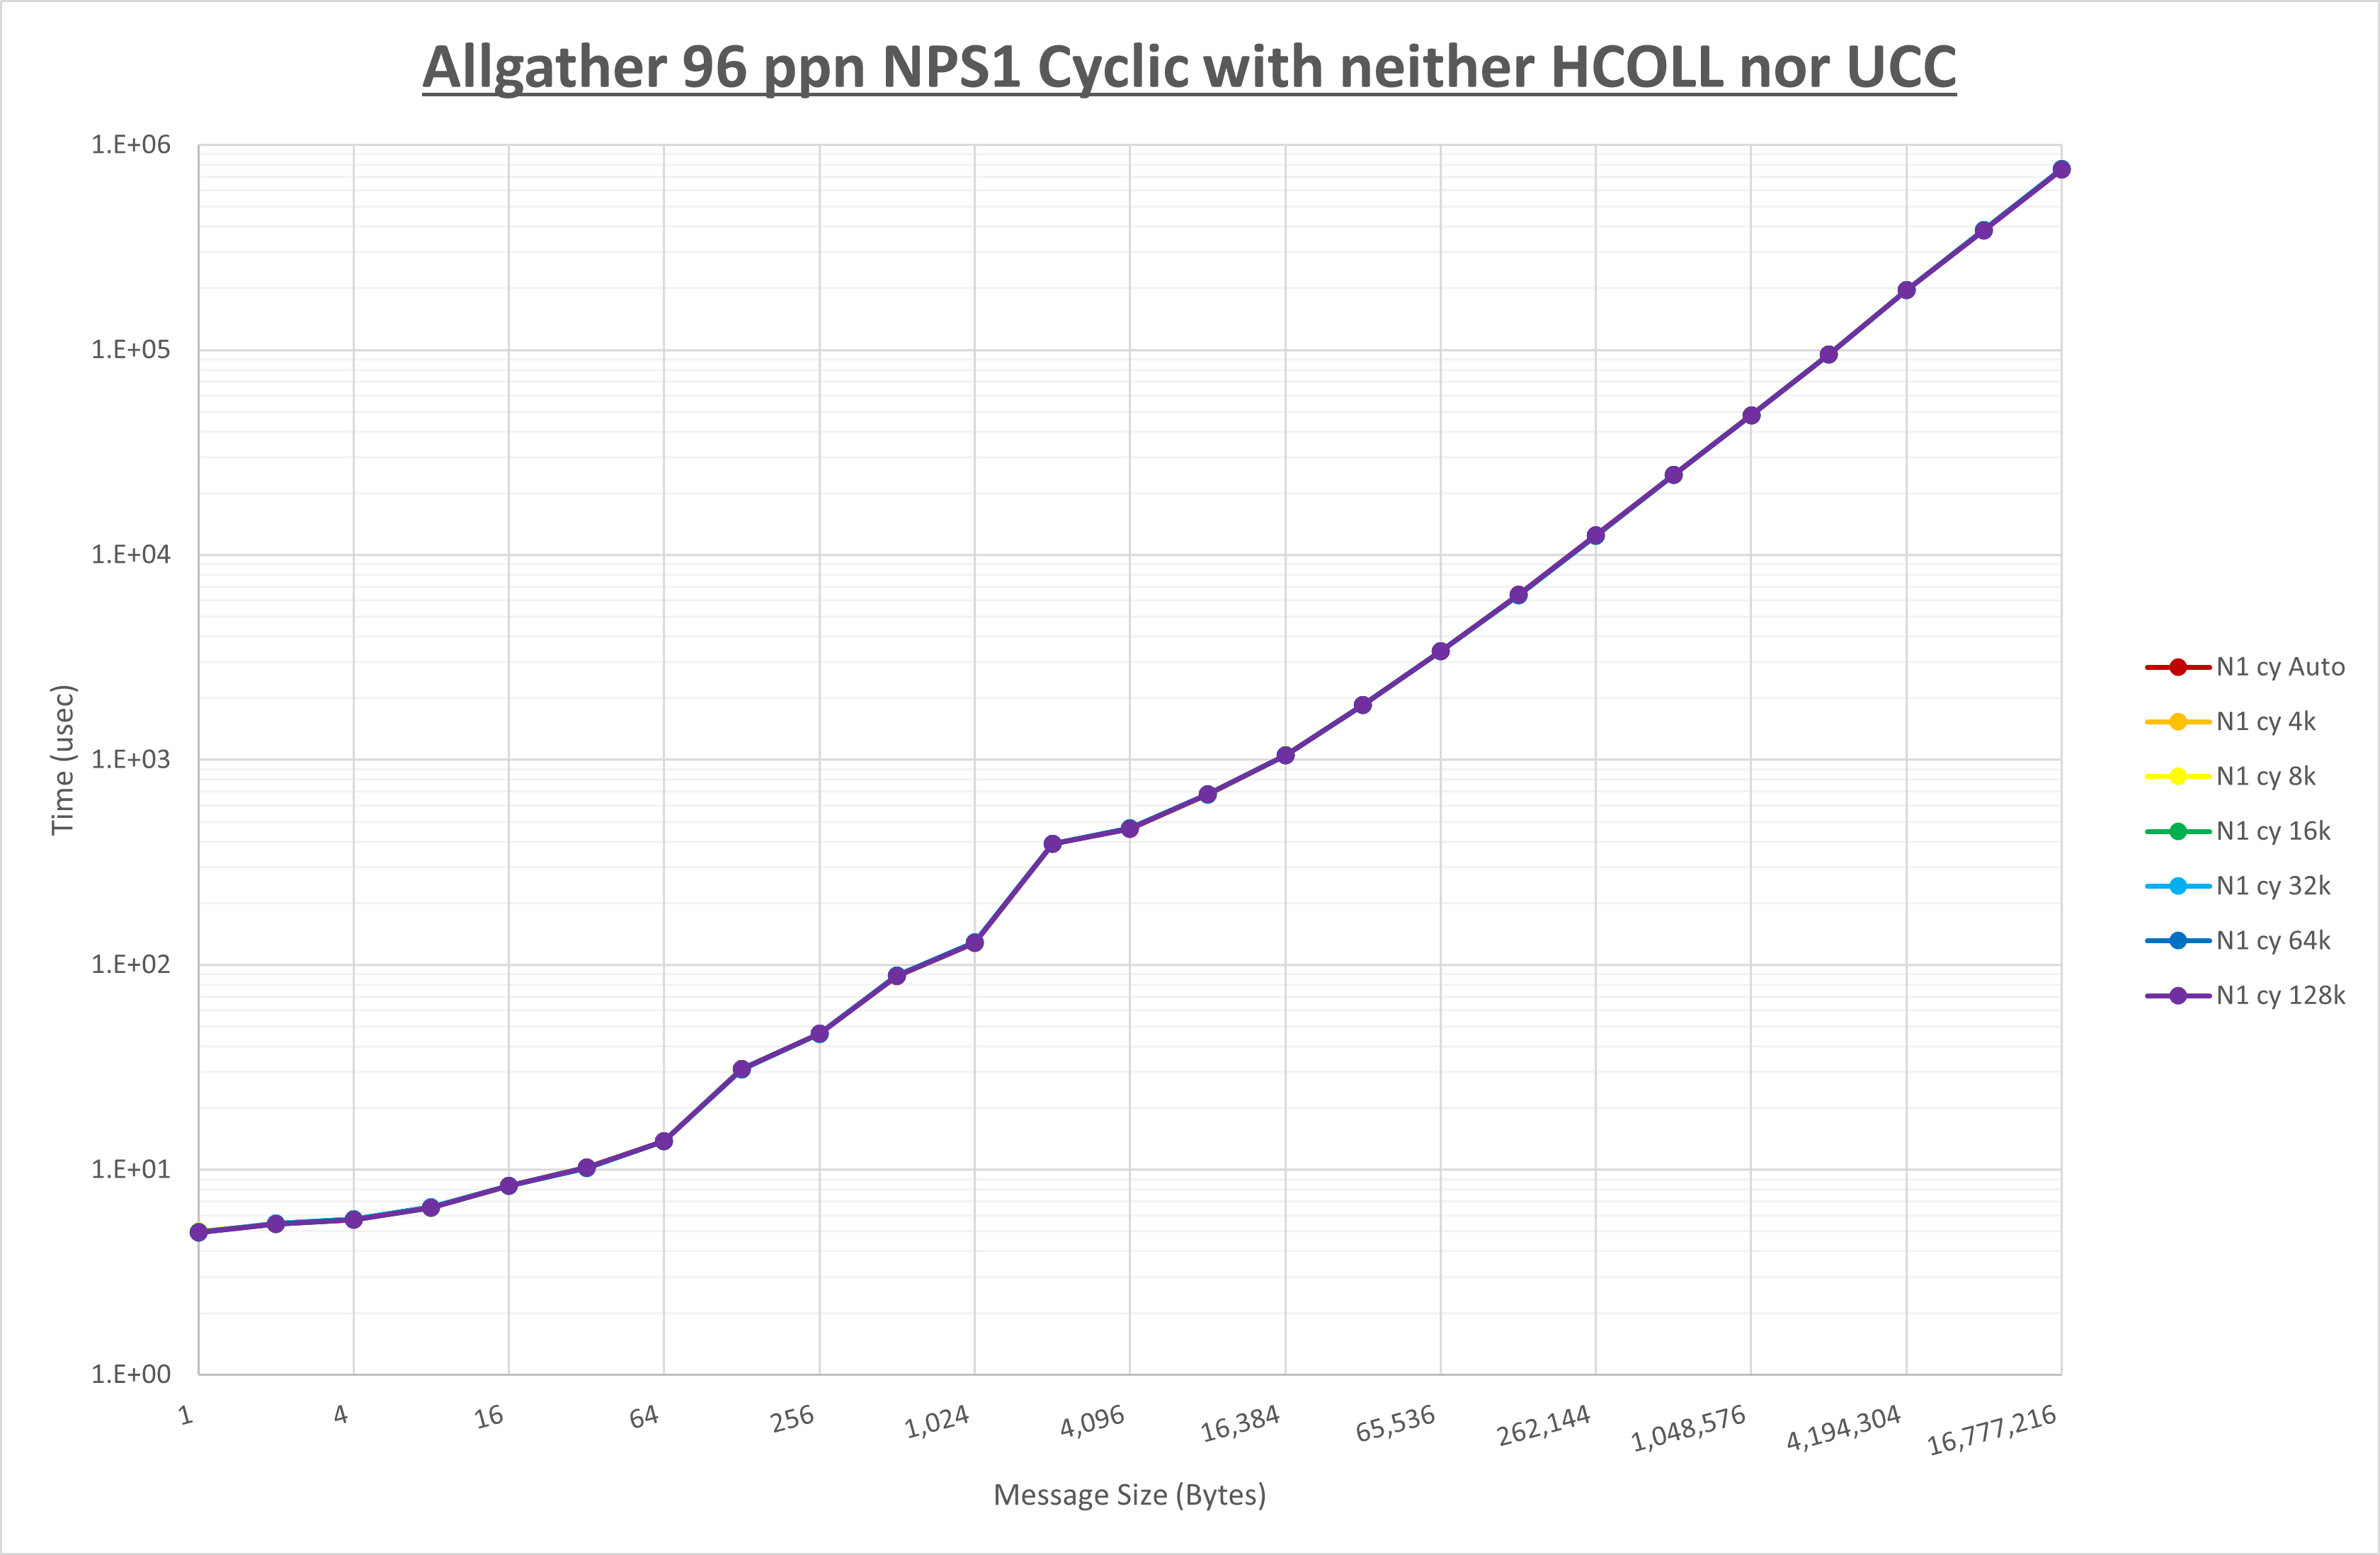 Allgather 96 ppn NPS1 Cyclic with neither HCOLL nor UCC
1.E+06
1.E+05
1.E+04
1.E+03
1.E+02
1.E+01
1.E+00
Time (usec)
1
4
16
64
256
1,024
4,096
16,384
65,536
262,144
1,048,576
4,194,304
16,777,216
Message Size (Bytes)
N1 cy Auto
N1 cy 4k
N1 cy 8k
N1 cy 16k
N1 cy 32k
N1 cy 64k
N1 cy 128k